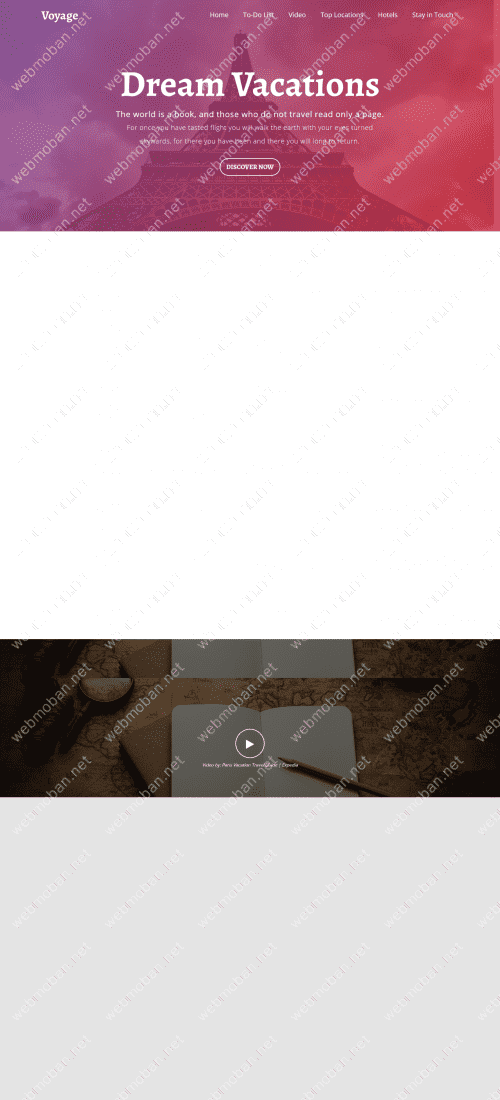 Voyage
Home To-Do List Video Top Locations Hotels Stay in Touch
Dream Vacations
The world is a book, and those who do not travel read only a page.
For once you have tasted flight you will walk the earth with your eyes turned
skywards, for there you have been and there you will long to return.
DISCOVER NOW
Video by: Peru Vacation Travel Guide | Expedia
webmoban.net